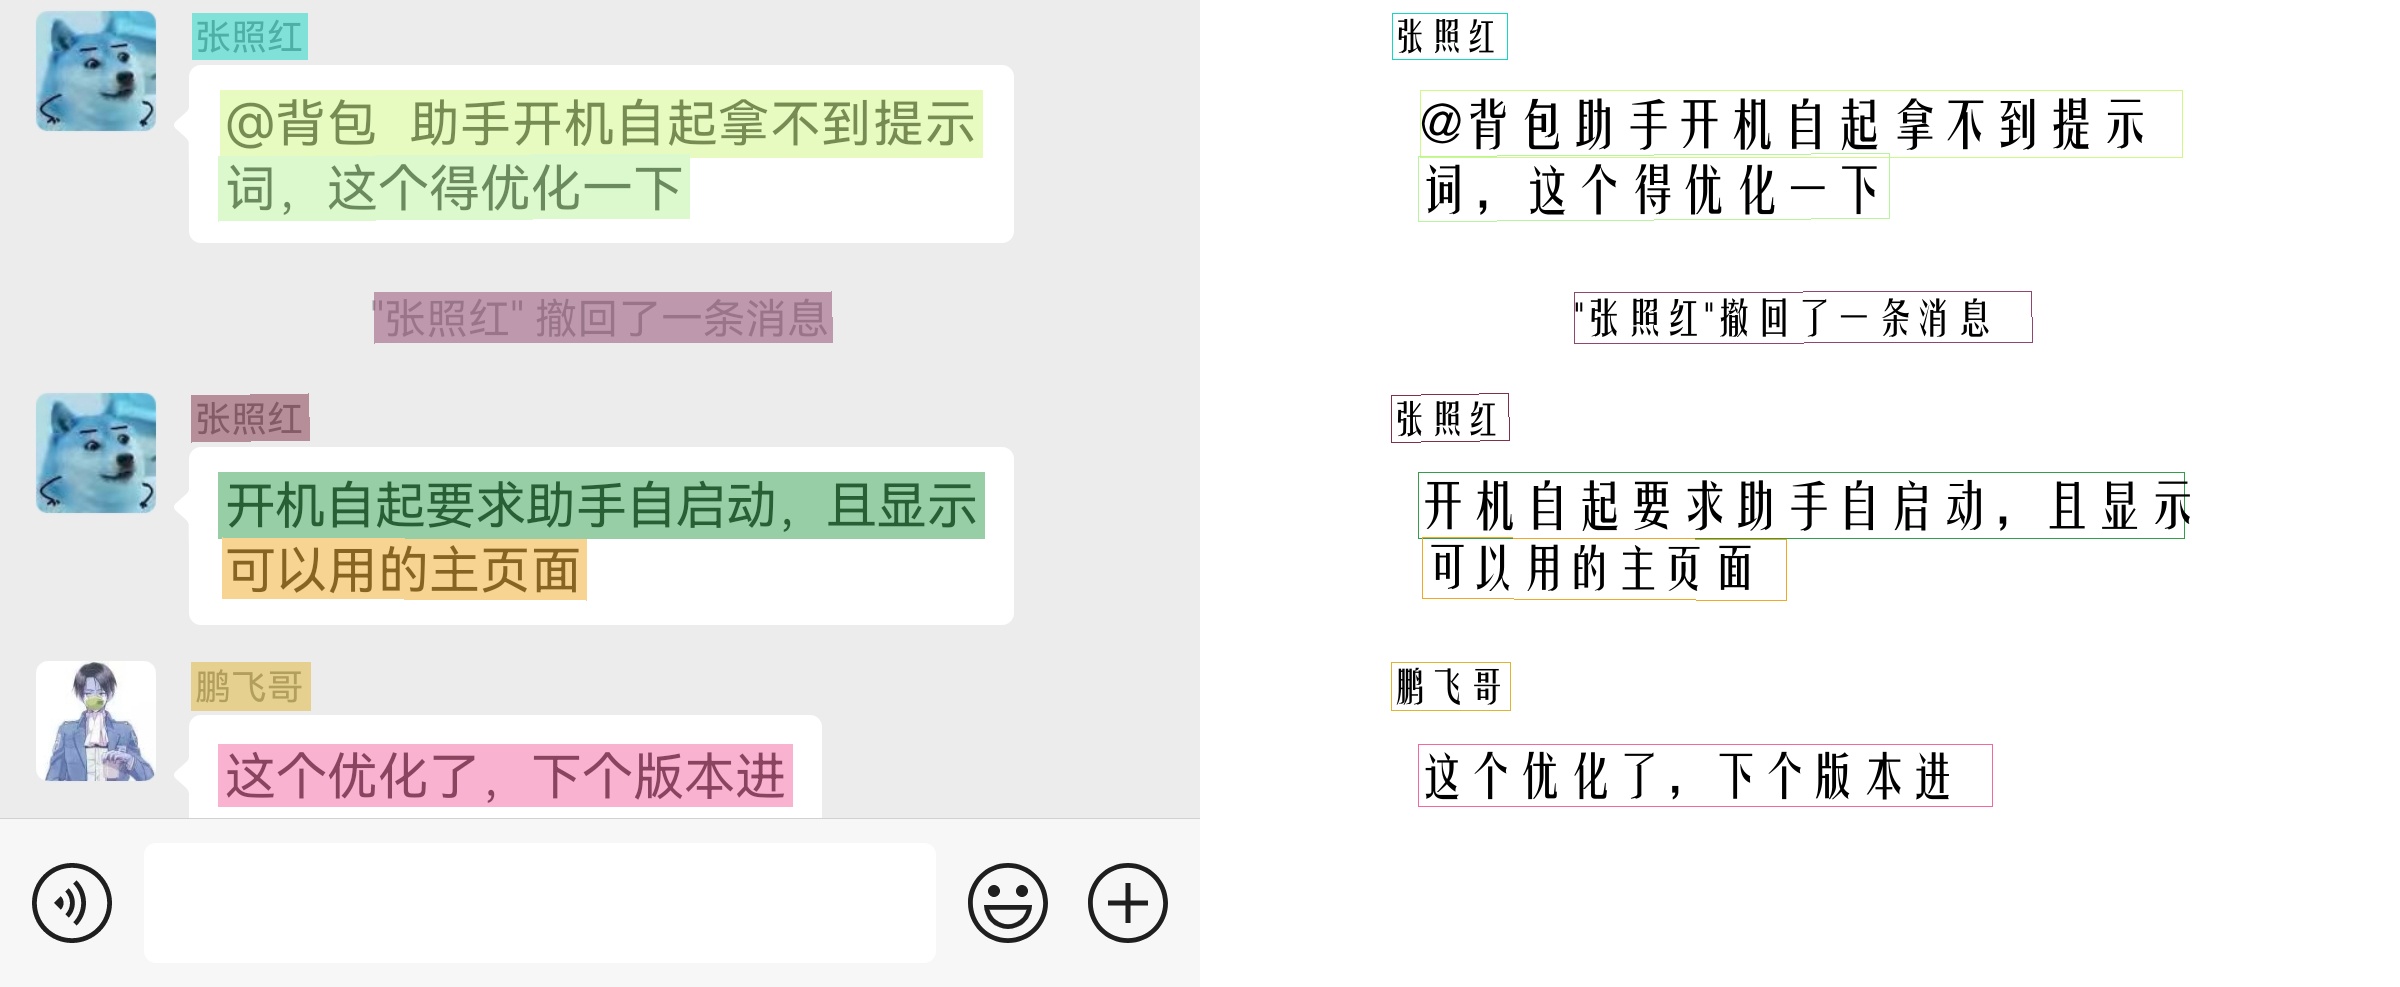 张照红
@背包 助手开机自起拿不到提示
词，这个得优化一下
"张照红" 撤回了一条消息
张照红
开机自起要求助手自启动，且显示
可以用的主页面
鹏飞哥
这个优化了，下个版本进
张照红
@背包助手开机自起拿不到提示
词，这个得优化一下
"张照红"撤回了一条消息
张照红
开机自起要求助手自启动，且显示
可以用的主页面
鹏飞哥
这个优化了，下个版本进